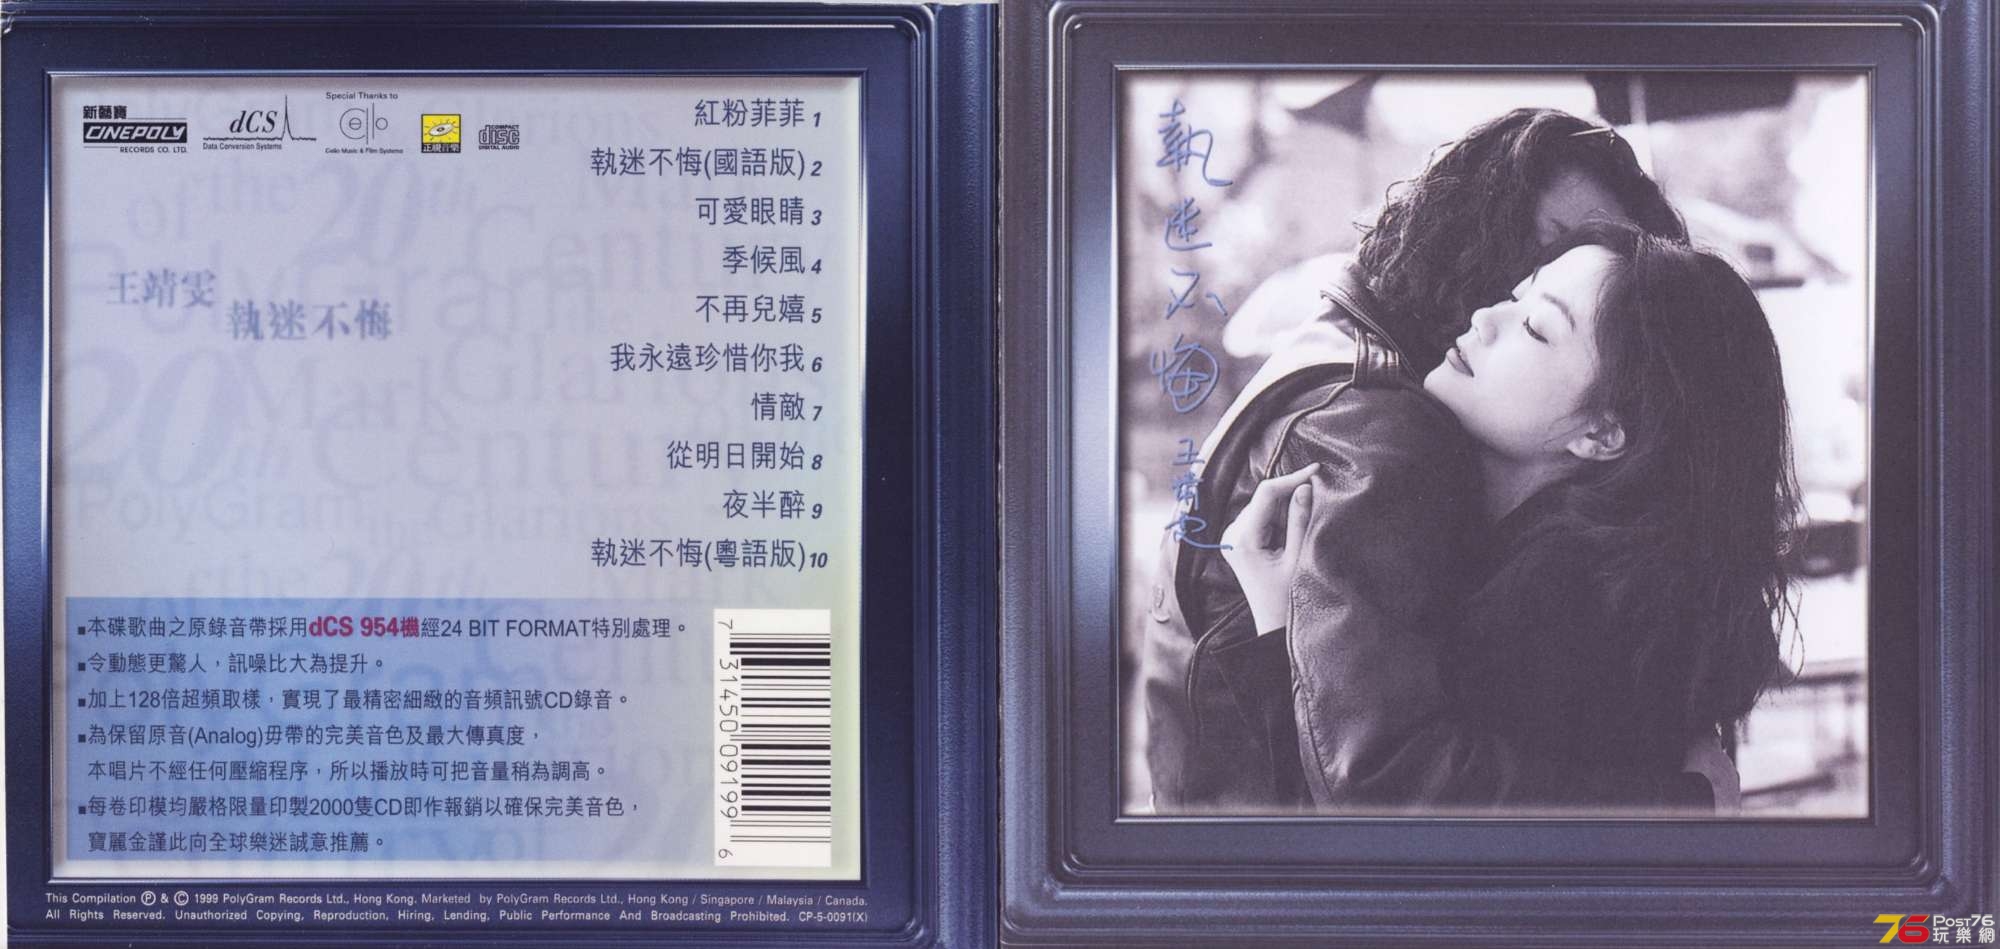 新藝寶
CINEPOLY
RECORDS CO. LTD.
dCS
Data Conversion Systems
Special Thanks to
Cello
Cello Music & Film Systems
正視音樂
COMPACT
disc
DIGITAL AUDIO
紅粉菲菲 1
執迷不悔(國語版) 2
可愛眼睛 3
季候風 4
不再兒嬉 5
我永遠珍惜你我 6
情敵 7
從明日開始 8
夜半醉 9
執迷不悔(粵語版) 10
王靖雯
執迷不悔
■本碟歌曲之原錄音帶採用dCS 954機經24 BIT FORMAT特別處理。
■令動態更驚人，訊噪比大為提升。
■加上128倍超頻取樣，實現了最精密細緻的音頻訊號CD錄音。
■為保留原音(Analog)毋帶的完美音色及最大傳真度，
本唱片不經任何壓縮程序，所以播放時可把音量稍為調高。
■每卷印模均嚴格限量印製2000隻CD即作報銷以確保完美音色，
寶麗金謹此向全球樂迷誠意推薦。
7 31450 09199 6
This Compilation Ⓟ & © 1999 PolyGram Records Ltd., Hong Kong. Marketed by PolyGram Records Ltd., Hong Kong / Singapore / Malaysia / Canada.
All Rights Reserved. Unauthorized Copying, Reproduction, Hiring, Lending, Public Performance And Broadcasting Prohibited. CP-5-0091(X)
執迷不悔
王靖雯
76 POST76
玩樂網